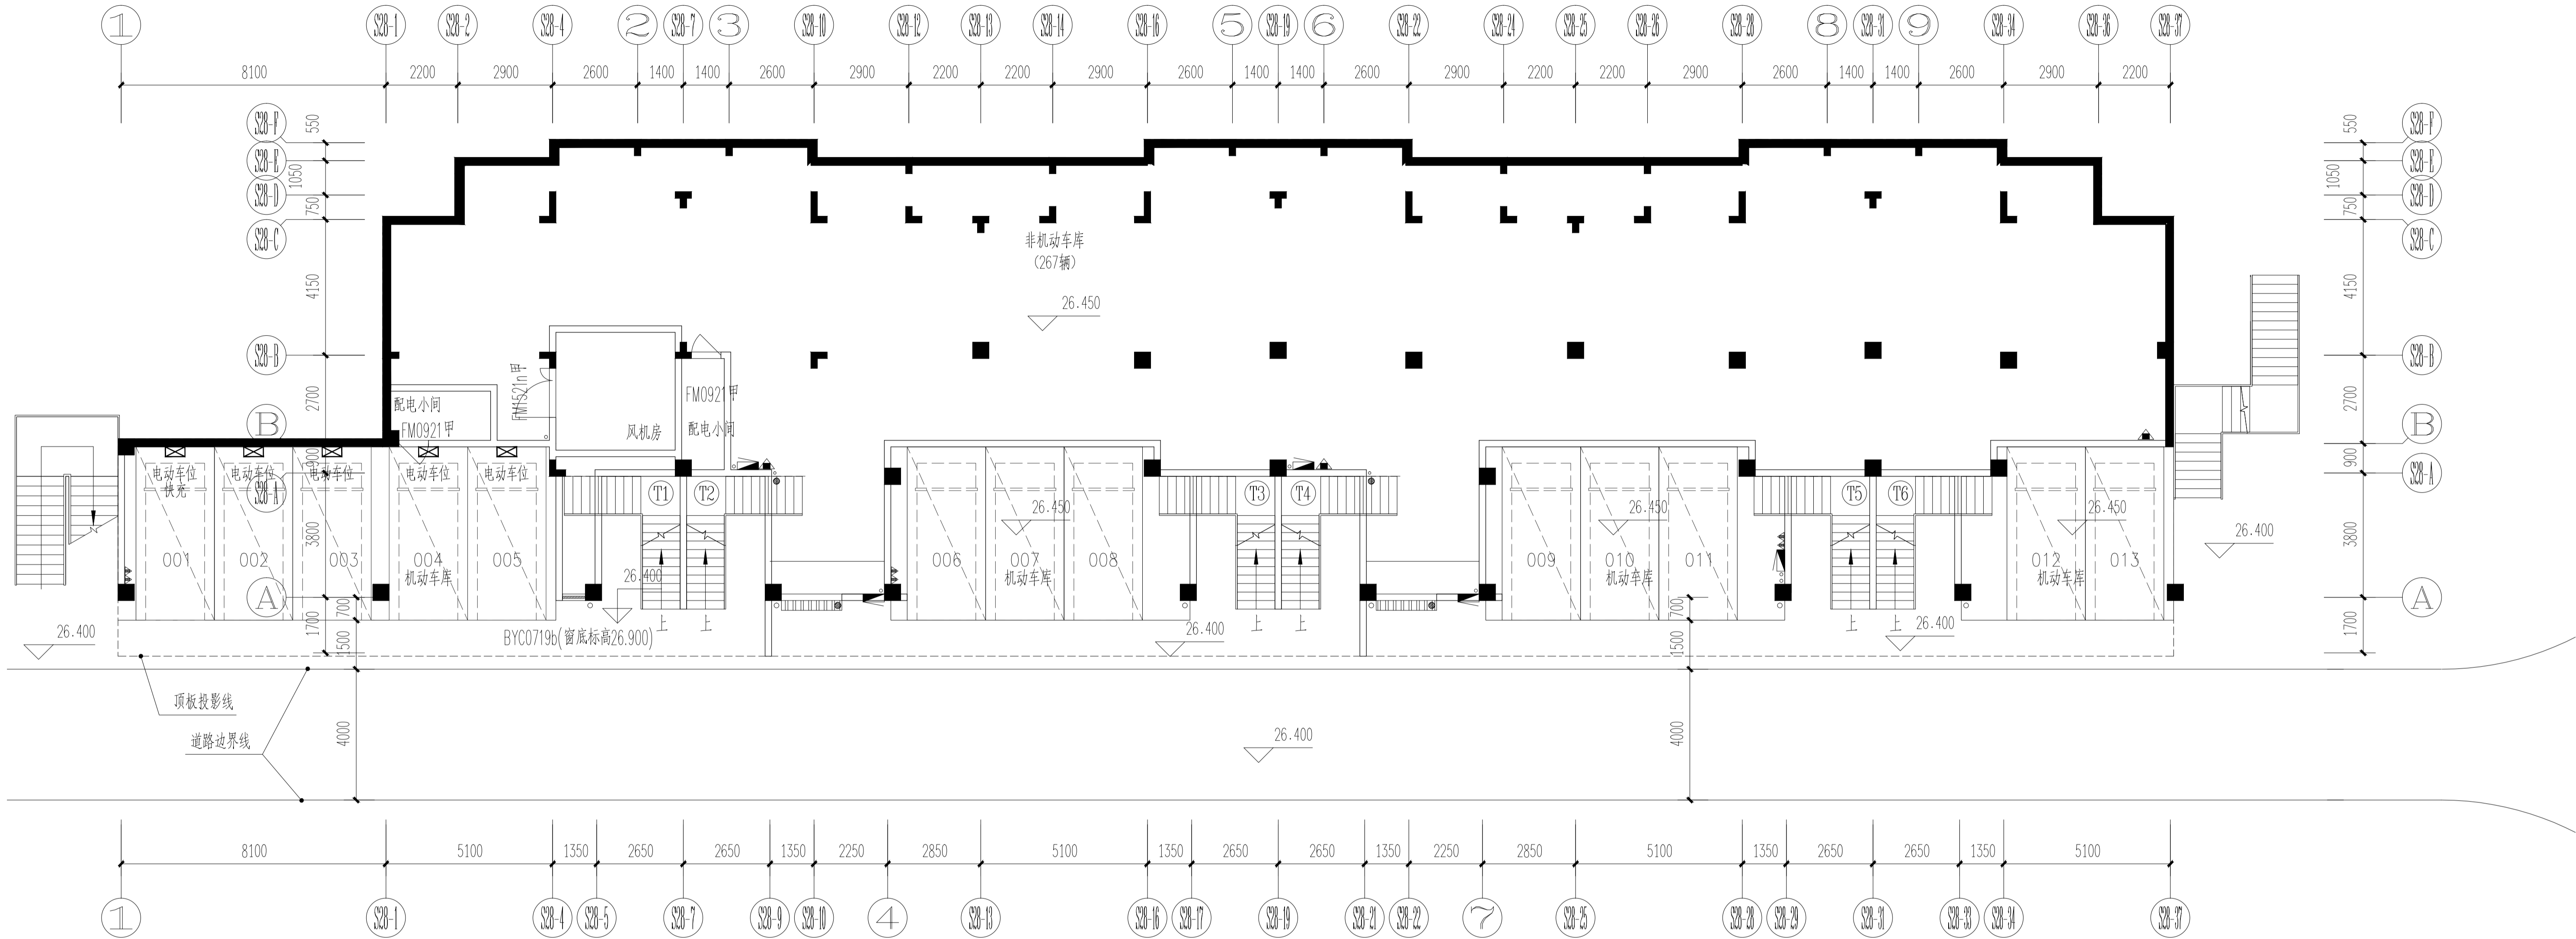 1 S28-1 S28-2 S28-4 2 S28-7 3 S28-10 S28-12 S28-13 S28-14 S28-16 5 S28-19 6 S28-22 S28-24 S28-25 S28-26 S28-28 8 S28-31 9 S28-34 S28-36 S28-37
8100 2200 2900 2600 1400 1400 2600 2900 2200 2200 2900 2600 1400 1400 2600 2900 2200 2200 2900 2600 1400 1400 2600 2900 2200
S28-F 550 550 S28-F
S28-E 1050 1050 S28-E
S28-D 750 750 S28-D
S28-C S28-C
非机动车库
(267辆)
4150 4150
26.450
S28-B S28-B
FM1521n甲
FM0921甲
2700 2700
配电小间
B B
FM0921甲
风机房
配电小间
900 900
电动车位 电动车位 电动车位 电动车位 电动车位
快充
S28-A S28-A
T1 T2 T3 T4 T5 T6
26.450 26.450 26.450
3800 3800
26.400
001 002 003 004 005 006 007 008 009 010 011 012 013
机动车库 机动车库 机动车库 机动车库
26.400
A A
1700 700 700 1700
上 上 上 上 上 上
26.400
BYC0719b(窗底标高26.900)
26.400 26.400
1500 1500
顶板投影线
道路边界线
4000 4000
26.400
8100 5100 1350 2650 2650 1350 2250 2850 5100 1350 2650 2650 1350 2250 2850 5100 1350 2650 2650 1350 5100
1 S28-1 S28-4 S28-5 S28-7 S28-9 S28-10 4 S28-13 S28-16 S28-17 S28-19 S28-21 S28-22 7 S28-25 S28-28 S28-29 S28-31 S28-33 S28-34 S28-37